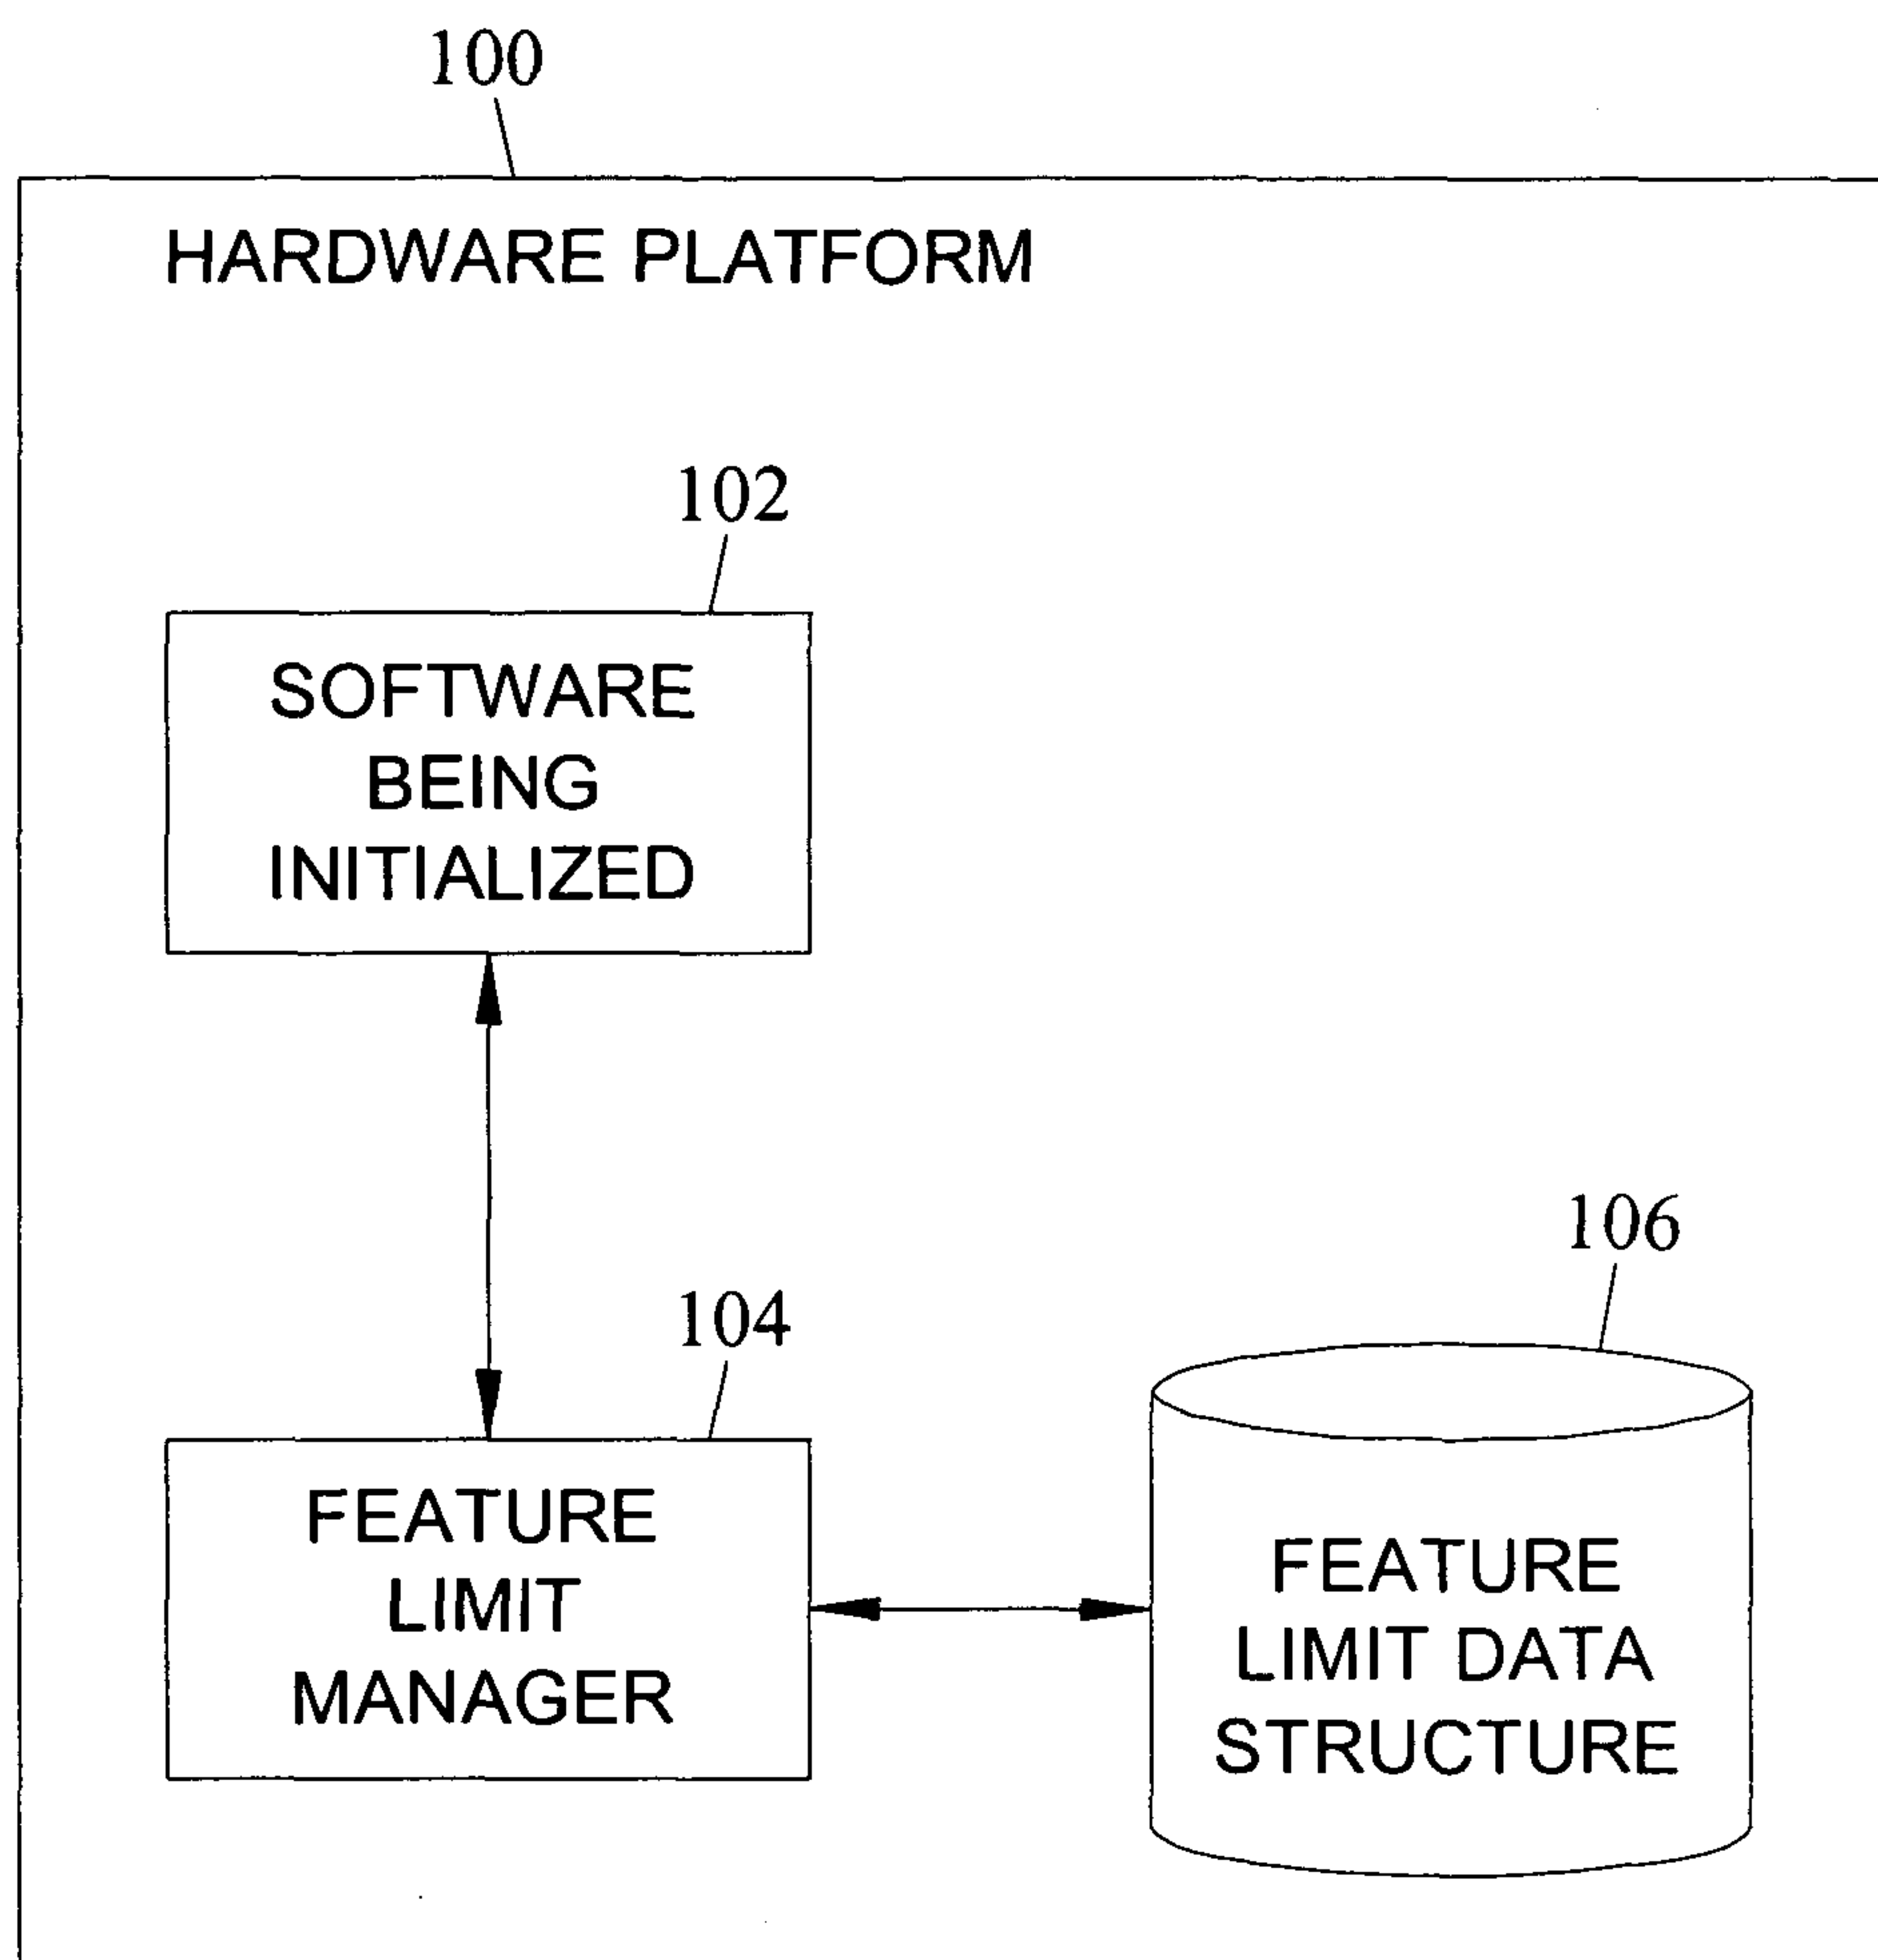 100
HARDWARE PLATFORM
102
SOFTWARE
BEING
INITIALIZED
104
FEATURE
LIMIT
MANAGER
106
FEATURE
LIMIT DATA
STRUCTURE